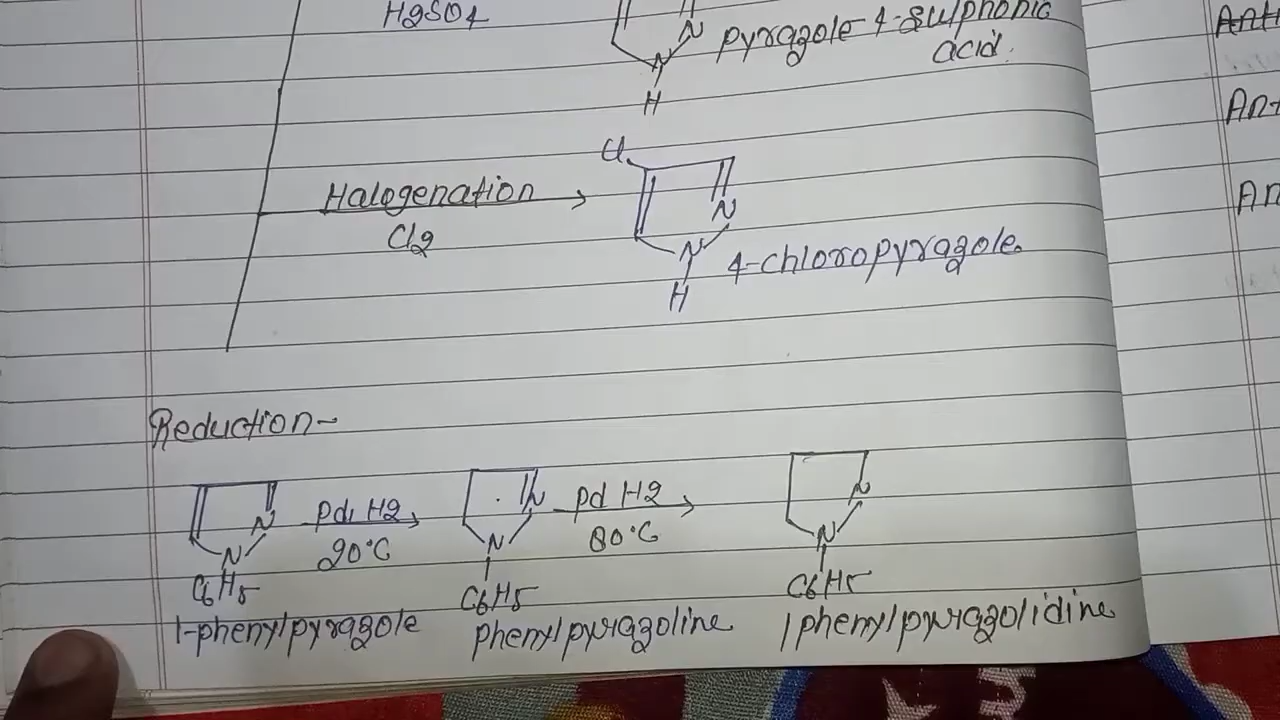 H2SO4
N
N
H
pyrazole-4-sulphonic
acid.
Halogenation
Cl2
Cl
N
N
H
4-chloropyrazole.
Reduction-
N
N
C6H5
Pd, H2
20°C
N
N
C6H5
Pd H2
80°C
N
N
C6H5
1-phenylpyrazole
phenylpyrazoline
1phenylpyrazolidine